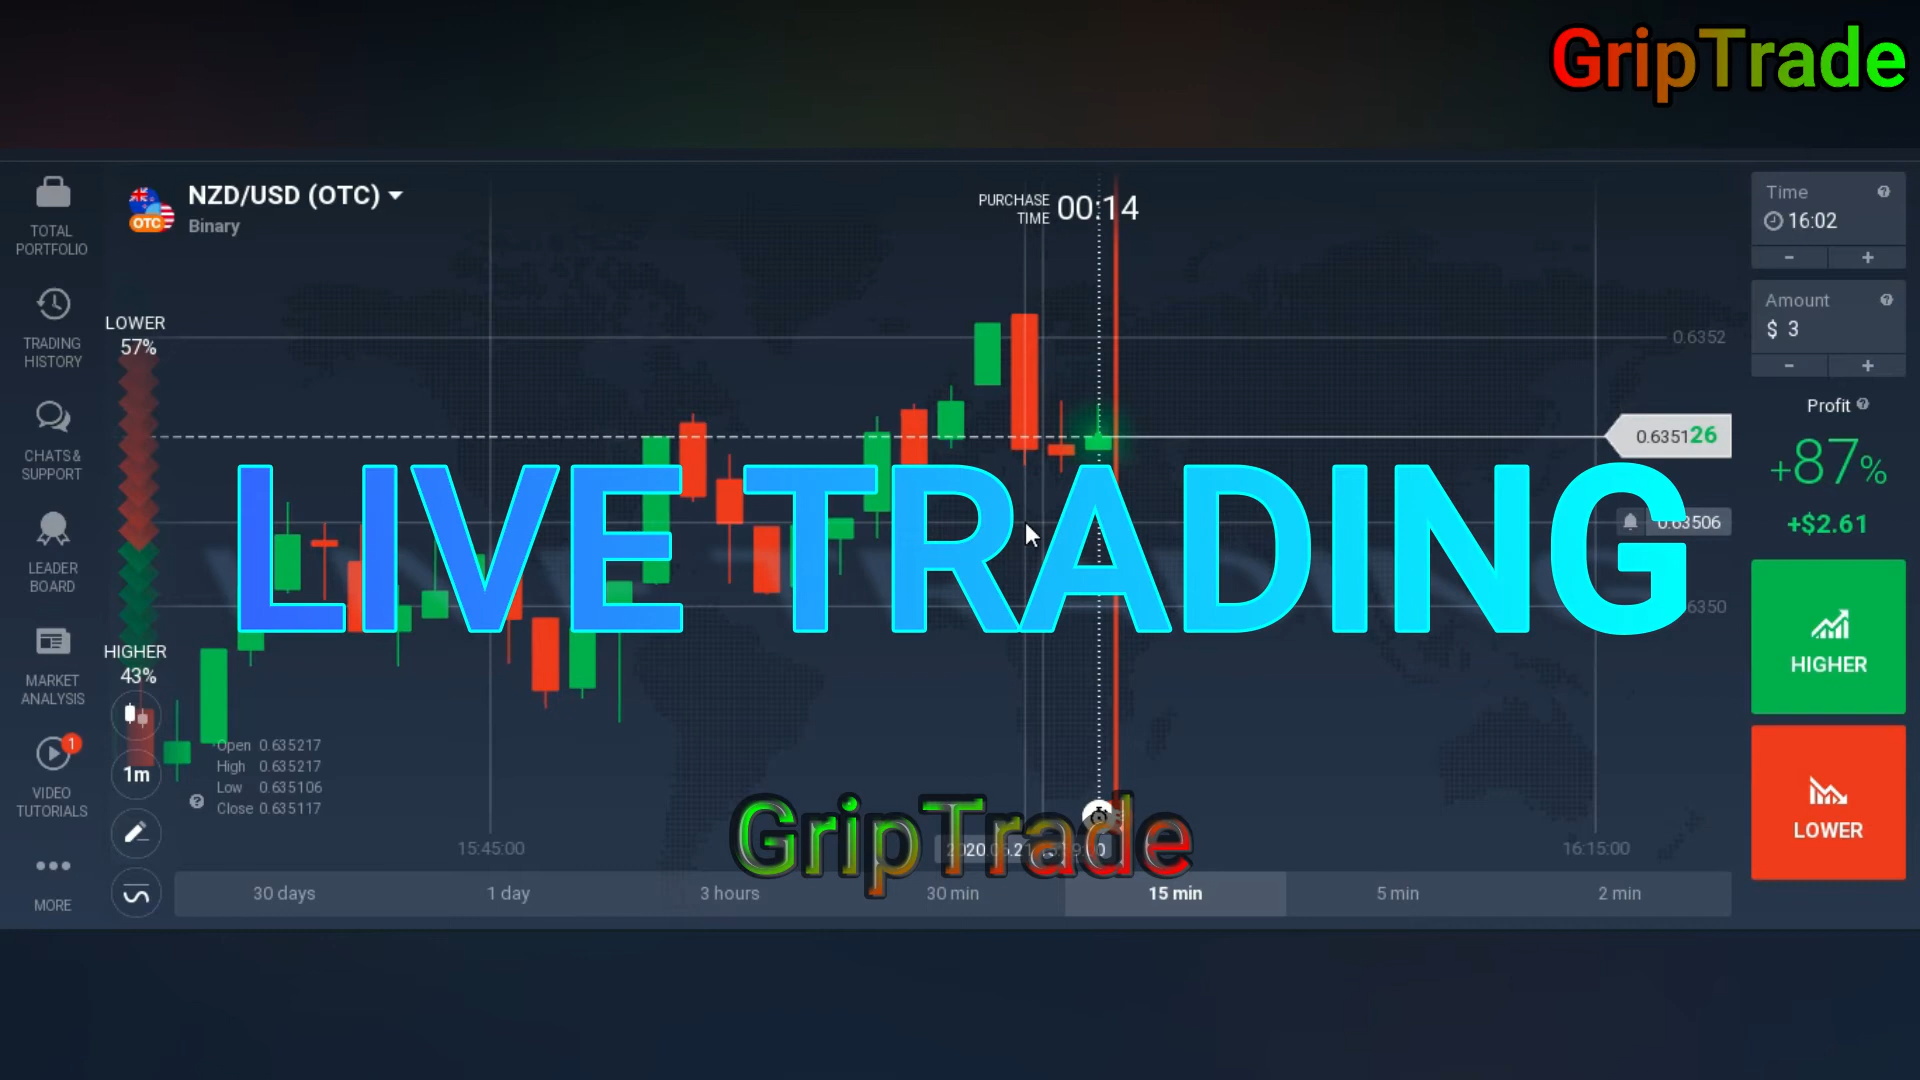 GripTrade
TOTAL
PORTFOLIO
TRADING
HISTORY
CHATS &
SUPPORT
LEADER
BOARD
MARKET
ANALYSIS
1
VIDEO
TUTORIALS
MORE
OTC
NZD/USD (OTC)
Binary
PURCHASE
TIME
00:14
LOWER
57%
HIGHER
43%
1m
0.6352
0.635126
0.63506
6350
LIVE TRADING
Open 0.635217
High 0.635217
Low 0.635106
Close 0.635117
GripTrade
15:45:00
16:15:00
30 days
1 day
3 hours
30 min
15 min
5 min
2 min
Time
16:02
- +
Amount
$ 3
- +
Profit
+87%
+$2.61
HIGHER
LOWER